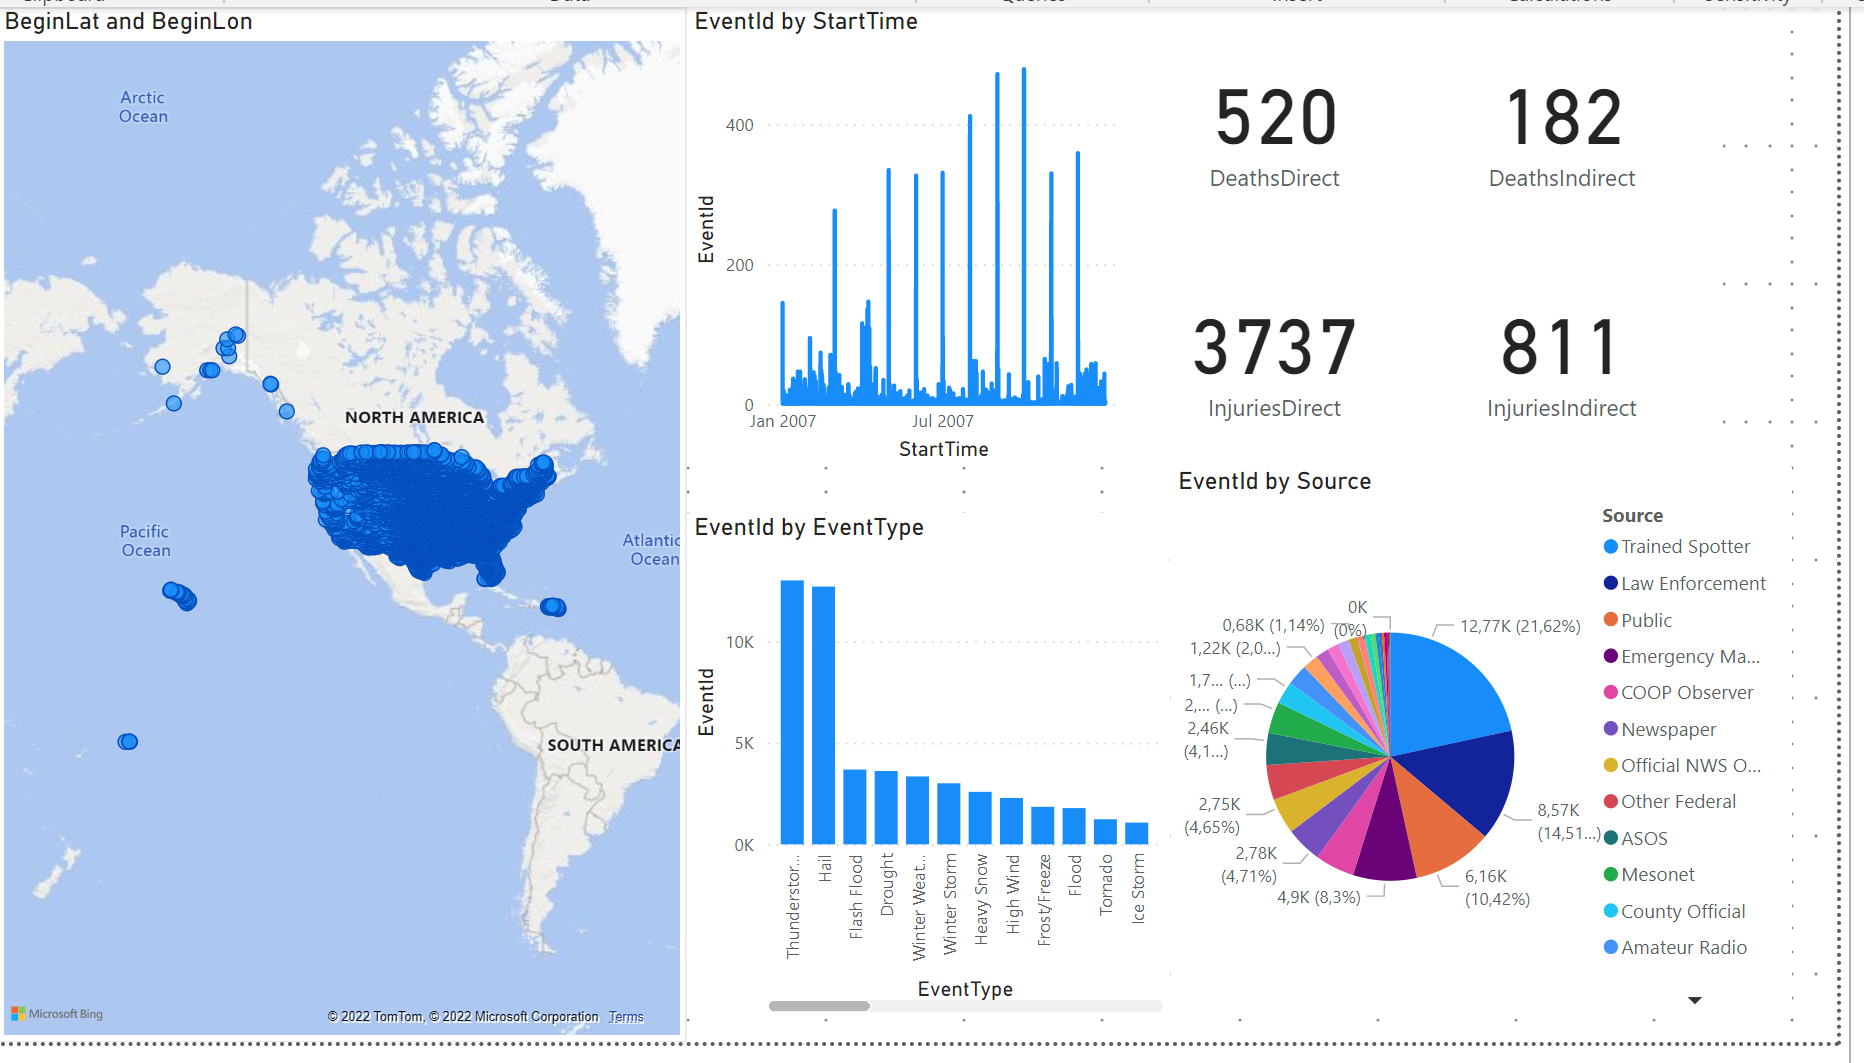 Clipboard
Data
Queries
Insert
Calculations
Sensitivity
BeginLat and BeginLon
Arctic
Ocean
NORTH AMERICA
Pacific
Ocean
Atlantic
Ocean
SOUTH AMERICA
Microsoft Bing
© 2022 TomTom, © 2022 Microsoft Corporation Terms
EventId by StartTime
EventId
400
200
0
Jan 2007
Jul 2007
StartTime
520
DeathsDirect
182
DeathsIndirect
3737
InjuriesDirect
811
InjuriesIndirect
EventId by EventType
EventId
10K
5K
0K
Thunderstor...
Hail
Flash Flood
Drought
Winter Weat...
Winter Storm
Heavy Snow
High Wind
Frost/Freeze
Flood
Tornado
Ice Storm
EventType
EventId by Source
0K
(0%)
0,68K (1,14%)
1,22K (2,0...)
1,7... (...)
2,... (...)
2,46K
(4,1...)
2,75K
(4,65%)
2,78K
(4,71%)
4,9K (8,3%)
6,16K
(10,42%)
8,57K
(14,51...)
12,77K (21,62%)
Source
Trained Spotter
Law Enforcement
Public
Emergency Ma...
COOP Observer
Newspaper
Official NWS O...
Other Federal
ASOS
Mesonet
County Official
Amateur Radio